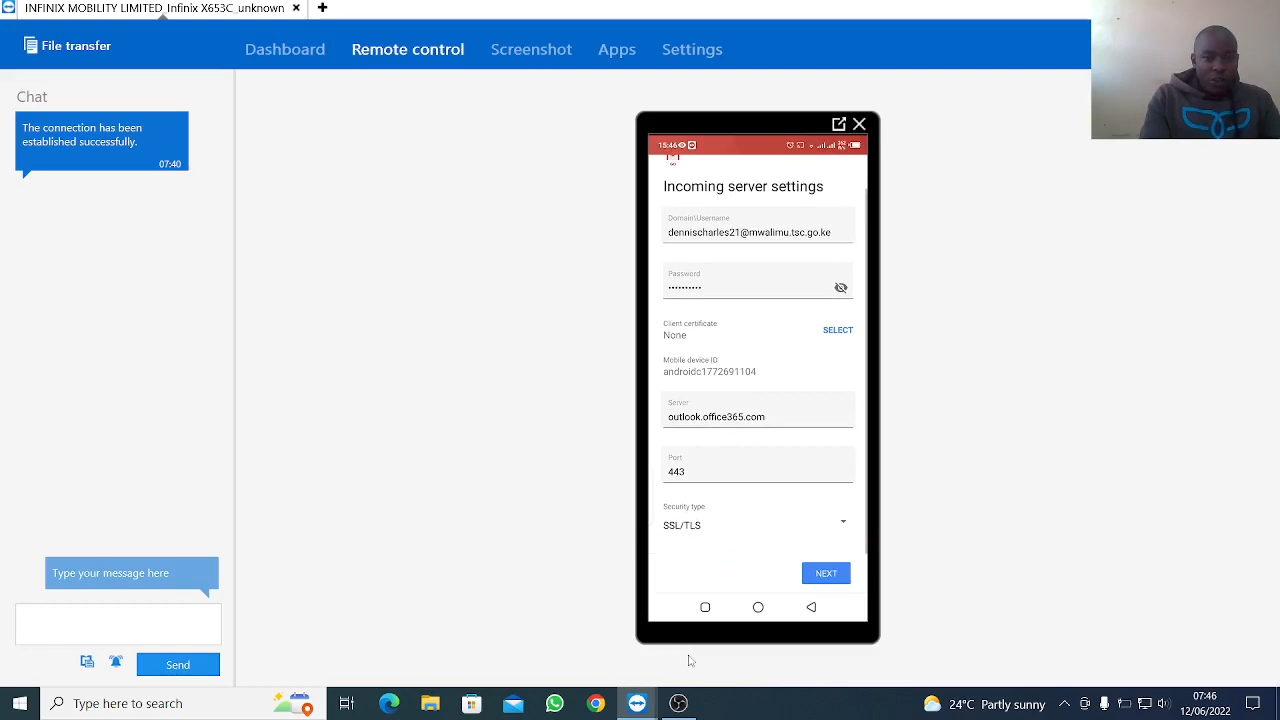 INFINIX MOBILITY LIMITED_Infinix X653C_unknown
File transfer
Dashboard
Remote control
Screenshot
Apps
Settings
Chat
The connection has been
established successfully.
07:40
15:46
Incoming server settings
Domain\Username
dennischarles21@mwalimu.tsc.go.ke
Password
••••••••••
Client certificate
None
SELECT
Mobile device ID
androidc1772691104
Server
outlook.office365.com
Port
443
Security type
SSL/TLS
NEXT
Type your message here
Send
Type here to search
24°C Partly sunny
07:46
12/06/2022